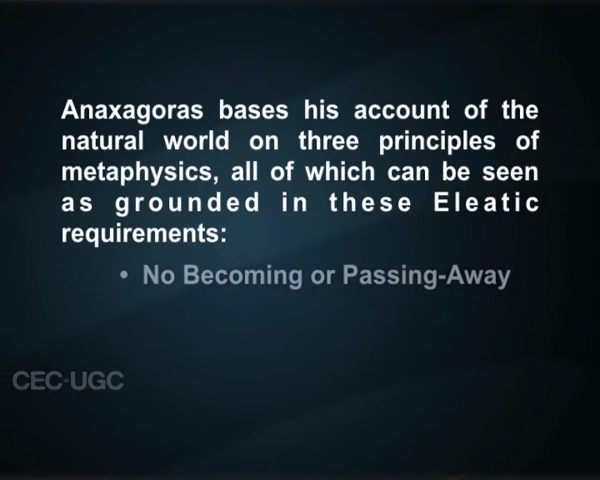 Anaxagoras bases his account of the
natural world on three principles of
metaphysics, all of which can be seen
as grounded in these Eleatic
requirements:
• No Becoming or Passing-Away
CEC·UGC